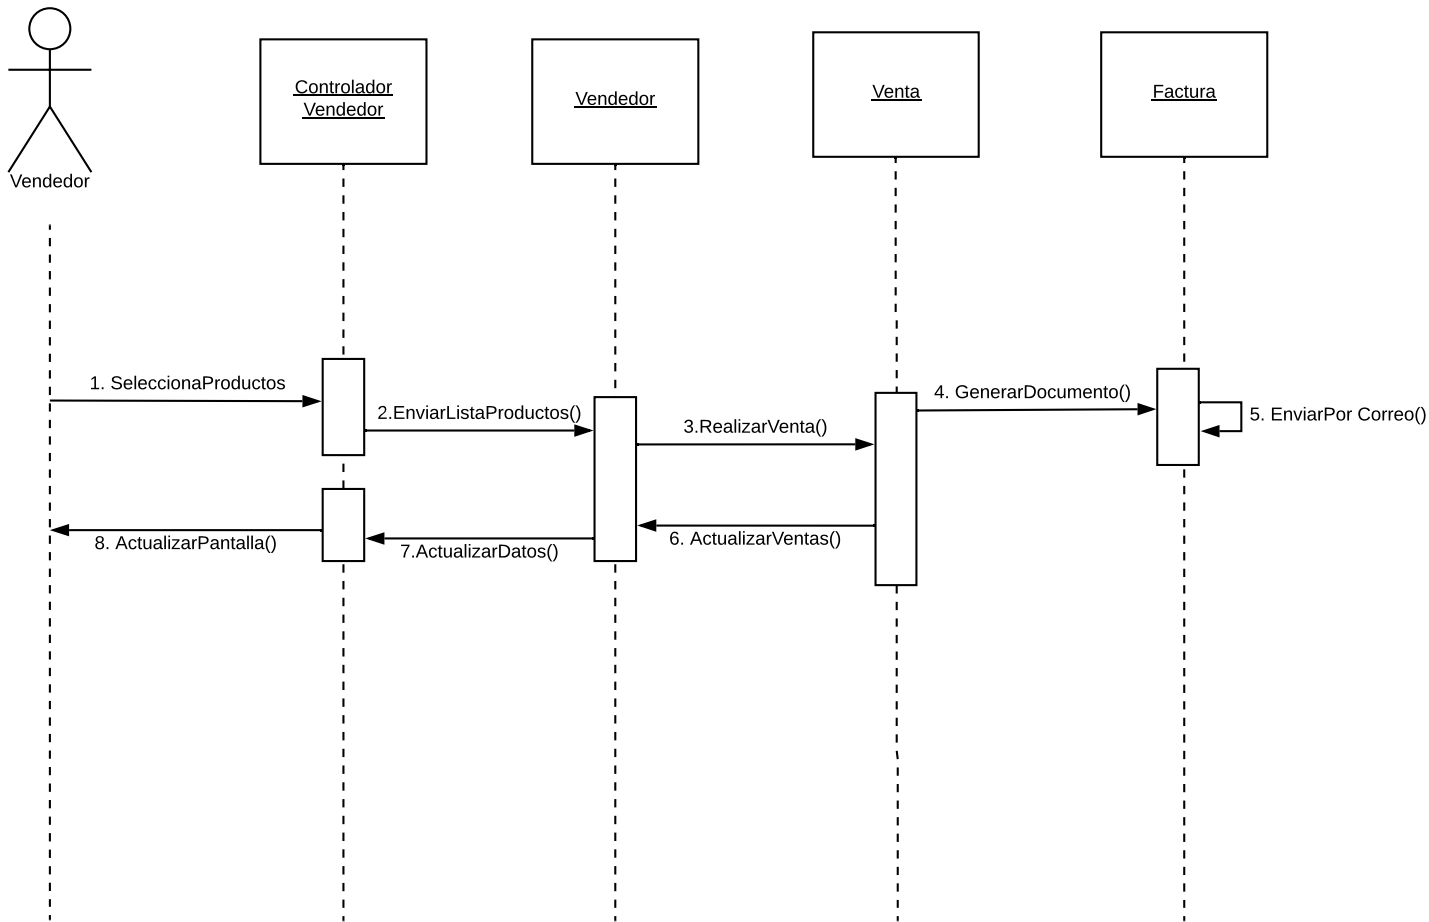 Vendedor
Controlador
Vendedor
Vendedor
Venta
Factura
1. SeleccionaProductos
2.EnviarListaProductos()
3.RealizarVenta()
4. GenerarDocumento()
5. EnviarPor Correo()
6. ActualizarVentas()
7.ActualizarDatos()
8. ActualizarPantalla()